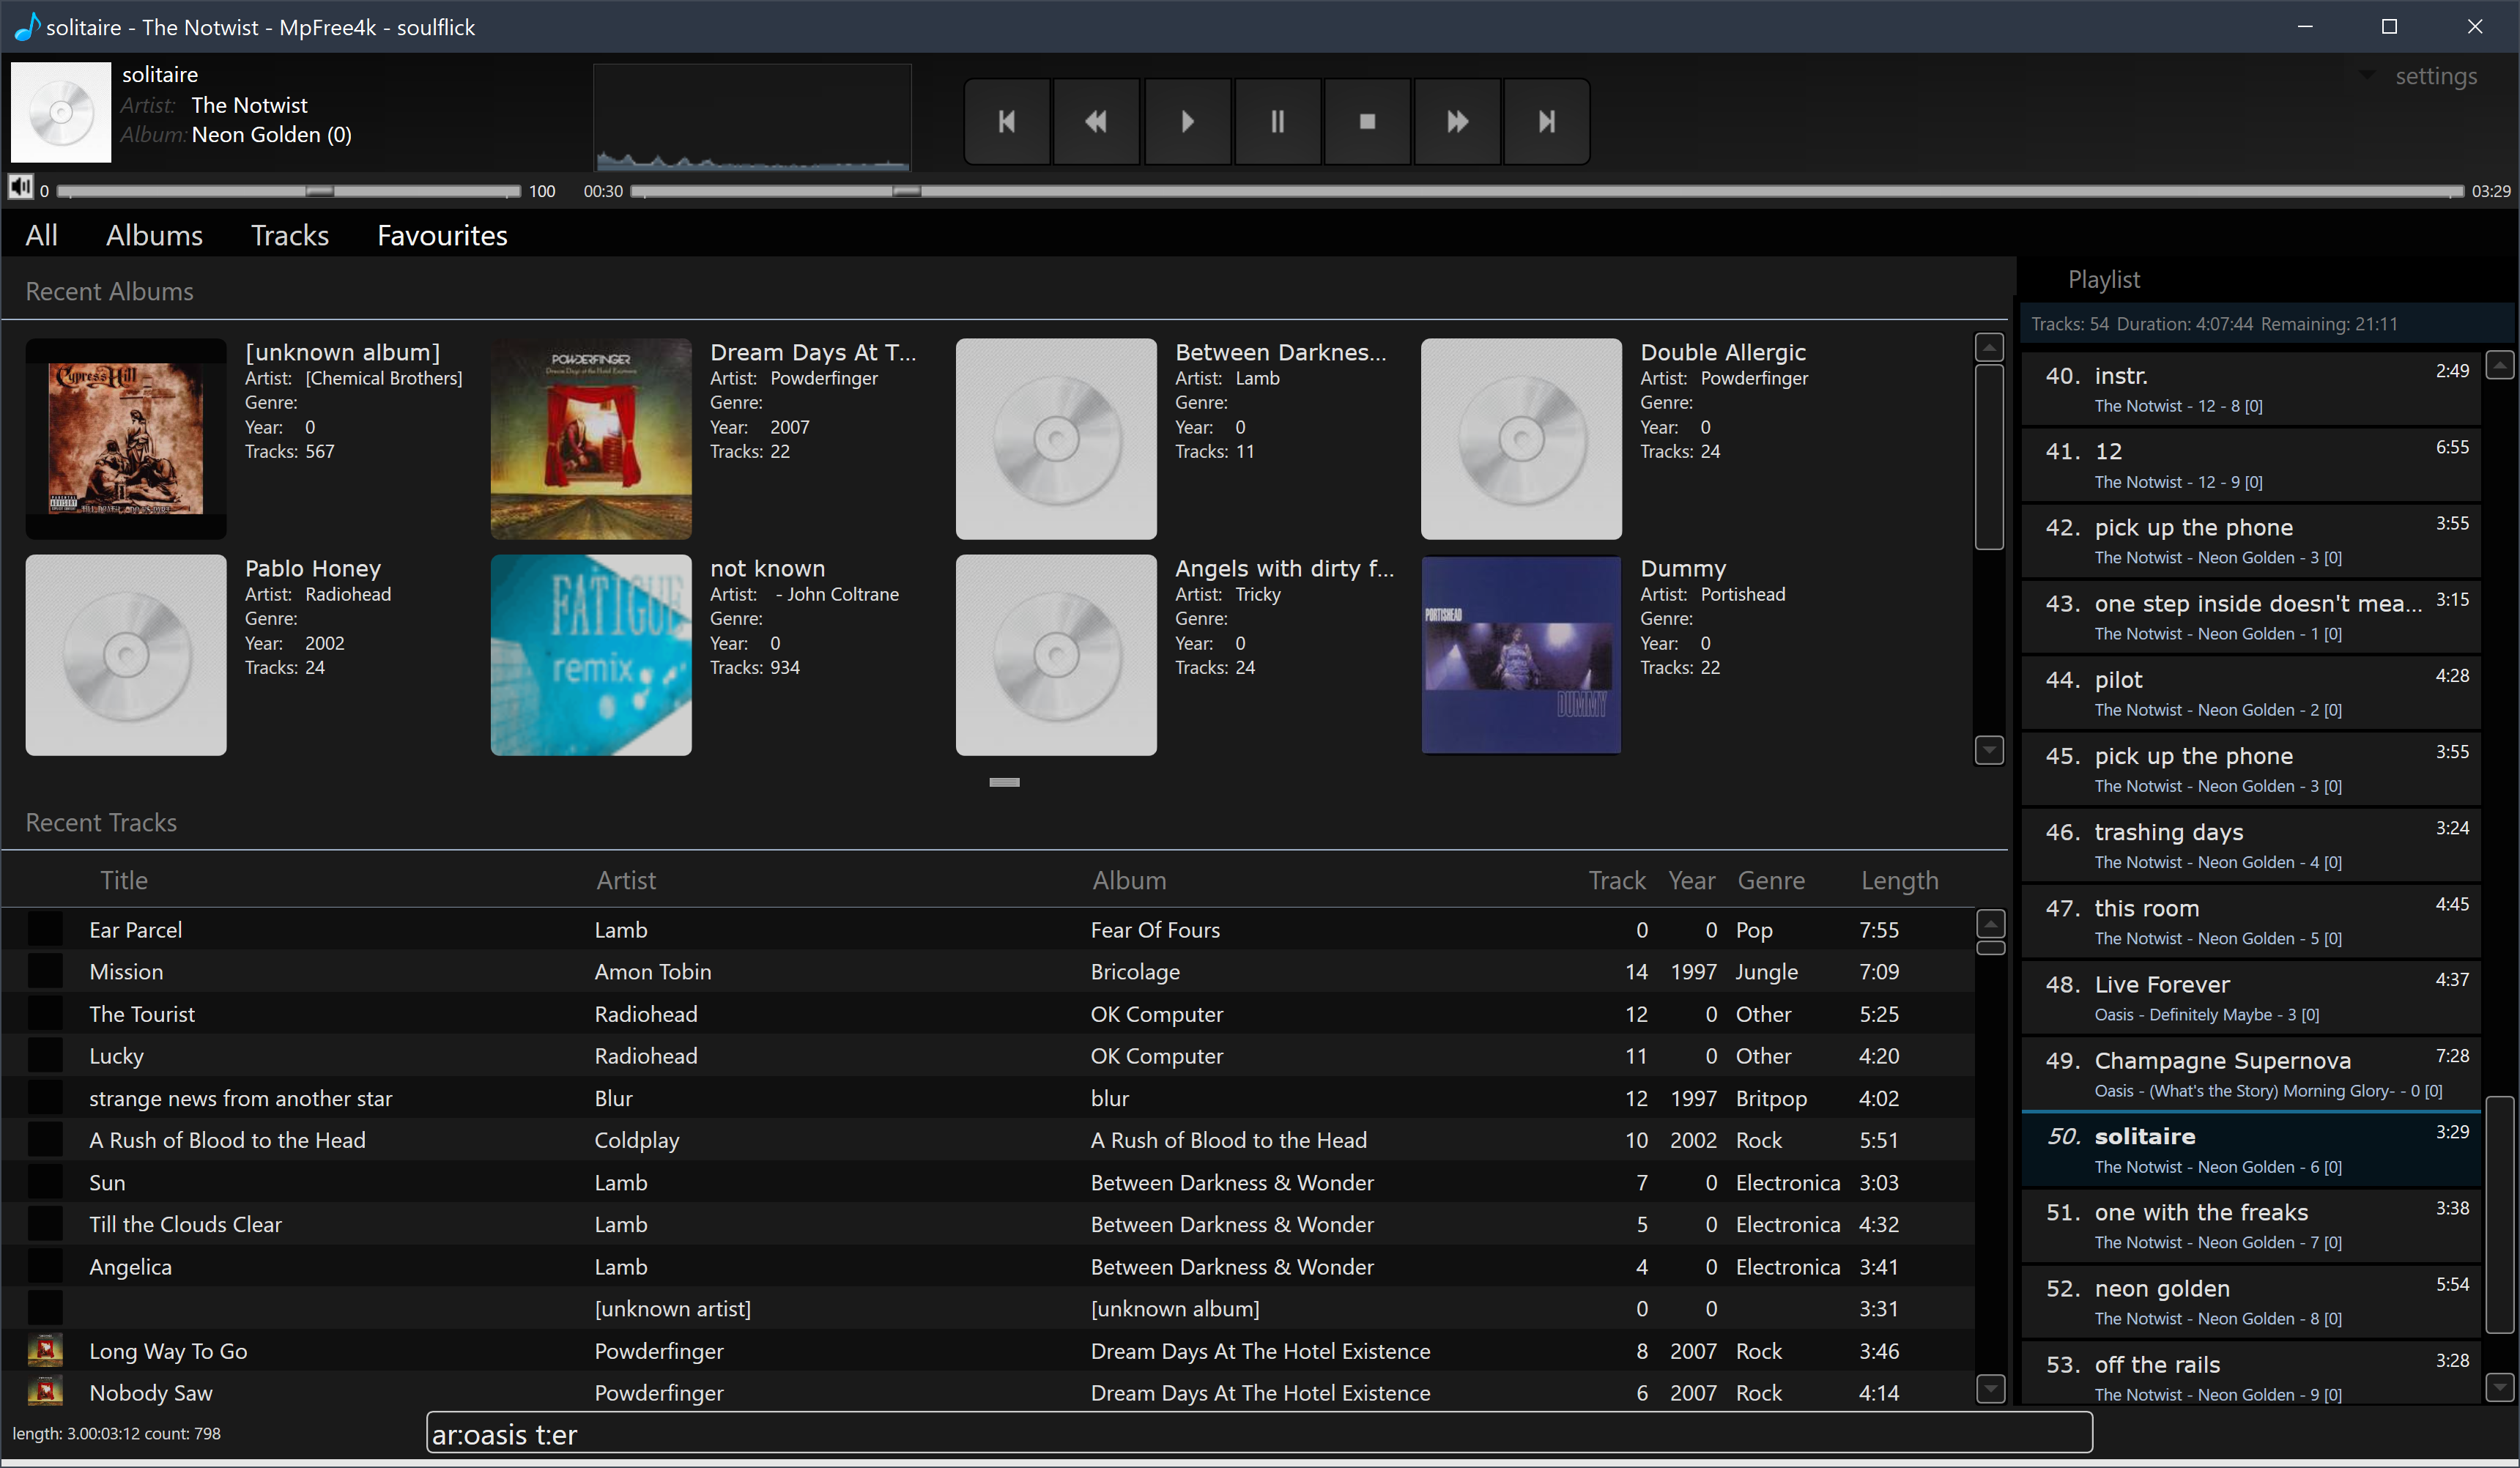 solitaire - The Notwist - MpFree4k - soulflick
solitaire
Artist: The Notwist
Album: Neon Golden (0)
settings
0 100 00:30 03:29
All Albums Tracks Favourites
Recent Albums
[unknown album]
Artist: [Chemical Brothers]
Genre:
Year: 0
Tracks: 567
Cypress Hill
POWDERFINGER
Dream Days at the Hotel Existence
Dream Days At T...
Artist: Powderfinger
Genre:
Year: 2007
Tracks: 22
Between Darknes...
Artist: Lamb
Genre:
Year: 0
Tracks: 11
Double Allergic
Artist: Powderfinger
Genre:
Year: 0
Tracks: 24
Pablo Honey
Artist: Radiohead
Genre:
Year: 2002
Tracks: 24
FATIGUE
remix
not known
Artist: - John Coltrane
Genre:
Year: 0
Tracks: 934
Angels with dirty f...
Artist: Tricky
Genre:
Year: 0
Tracks: 24
PORTISHEAD
DUMMY
Dummy
Artist: Portishead
Genre:
Year: 0
Tracks: 22
Recent Tracks
Title Artist Album Track Year Genre Length
Ear Parcel Lamb Fear Of Fours 0 0 Pop 7:55
Mission Amon Tobin Bricolage 14 1997 Jungle 7:09
The Tourist Radiohead OK Computer 12 0 Other 5:25
Lucky Radiohead OK Computer 11 0 Other 4:20
strange news from another star Blur blur 12 1997 Britpop 4:02
A Rush of Blood to the Head Coldplay A Rush of Blood to the Head 10 2002 Rock 5:51
Sun Lamb Between Darkness & Wonder 7 0 Electronica 3:03
Till the Clouds Clear Lamb Between Darkness & Wonder 5 0 Electronica 4:32
Angelica Lamb Between Darkness & Wonder 4 0 Electronica 3:41
[unknown artist] [unknown album] 0 0 3:31
Long Way To Go Powderfinger Dream Days At The Hotel Existence 8 2007 Rock 3:46
Nobody Saw Powderfinger Dream Days At The Hotel Existence 6 2007 Rock 4:14
length: 3.00:03:12 count: 798
ar:oasis t:er
Playlist
Tracks: 54 Duration: 4:07:44 Remaining: 21:11
40. instr. 2:49
The Notwist - 12 - 8 [0]
41. 12 6:55
The Notwist - 12 - 9 [0]
42. pick up the phone 3:55
The Notwist - Neon Golden - 3 [0]
43. one step inside doesn't mea... 3:15
The Notwist - Neon Golden - 1 [0]
44. pilot 4:28
The Notwist - Neon Golden - 2 [0]
45. pick up the phone 3:55
The Notwist - Neon Golden - 3 [0]
46. trashing days 3:24
The Notwist - Neon Golden - 4 [0]
47. this room 4:45
The Notwist - Neon Golden - 5 [0]
48. Live Forever 4:37
Oasis - Definitely Maybe - 3 [0]
49. Champagne Supernova 7:28
Oasis - (What's the Story) Morning Glory- - 0 [0]
50. solitaire 3:29
The Notwist - Neon Golden - 6 [0]
51. one with the freaks 3:38
The Notwist - Neon Golden - 7 [0]
52. neon golden 5:54
The Notwist - Neon Golden - 8 [0]
53. off the rails 3:28
The Notwist - Neon Golden - 9 [0]